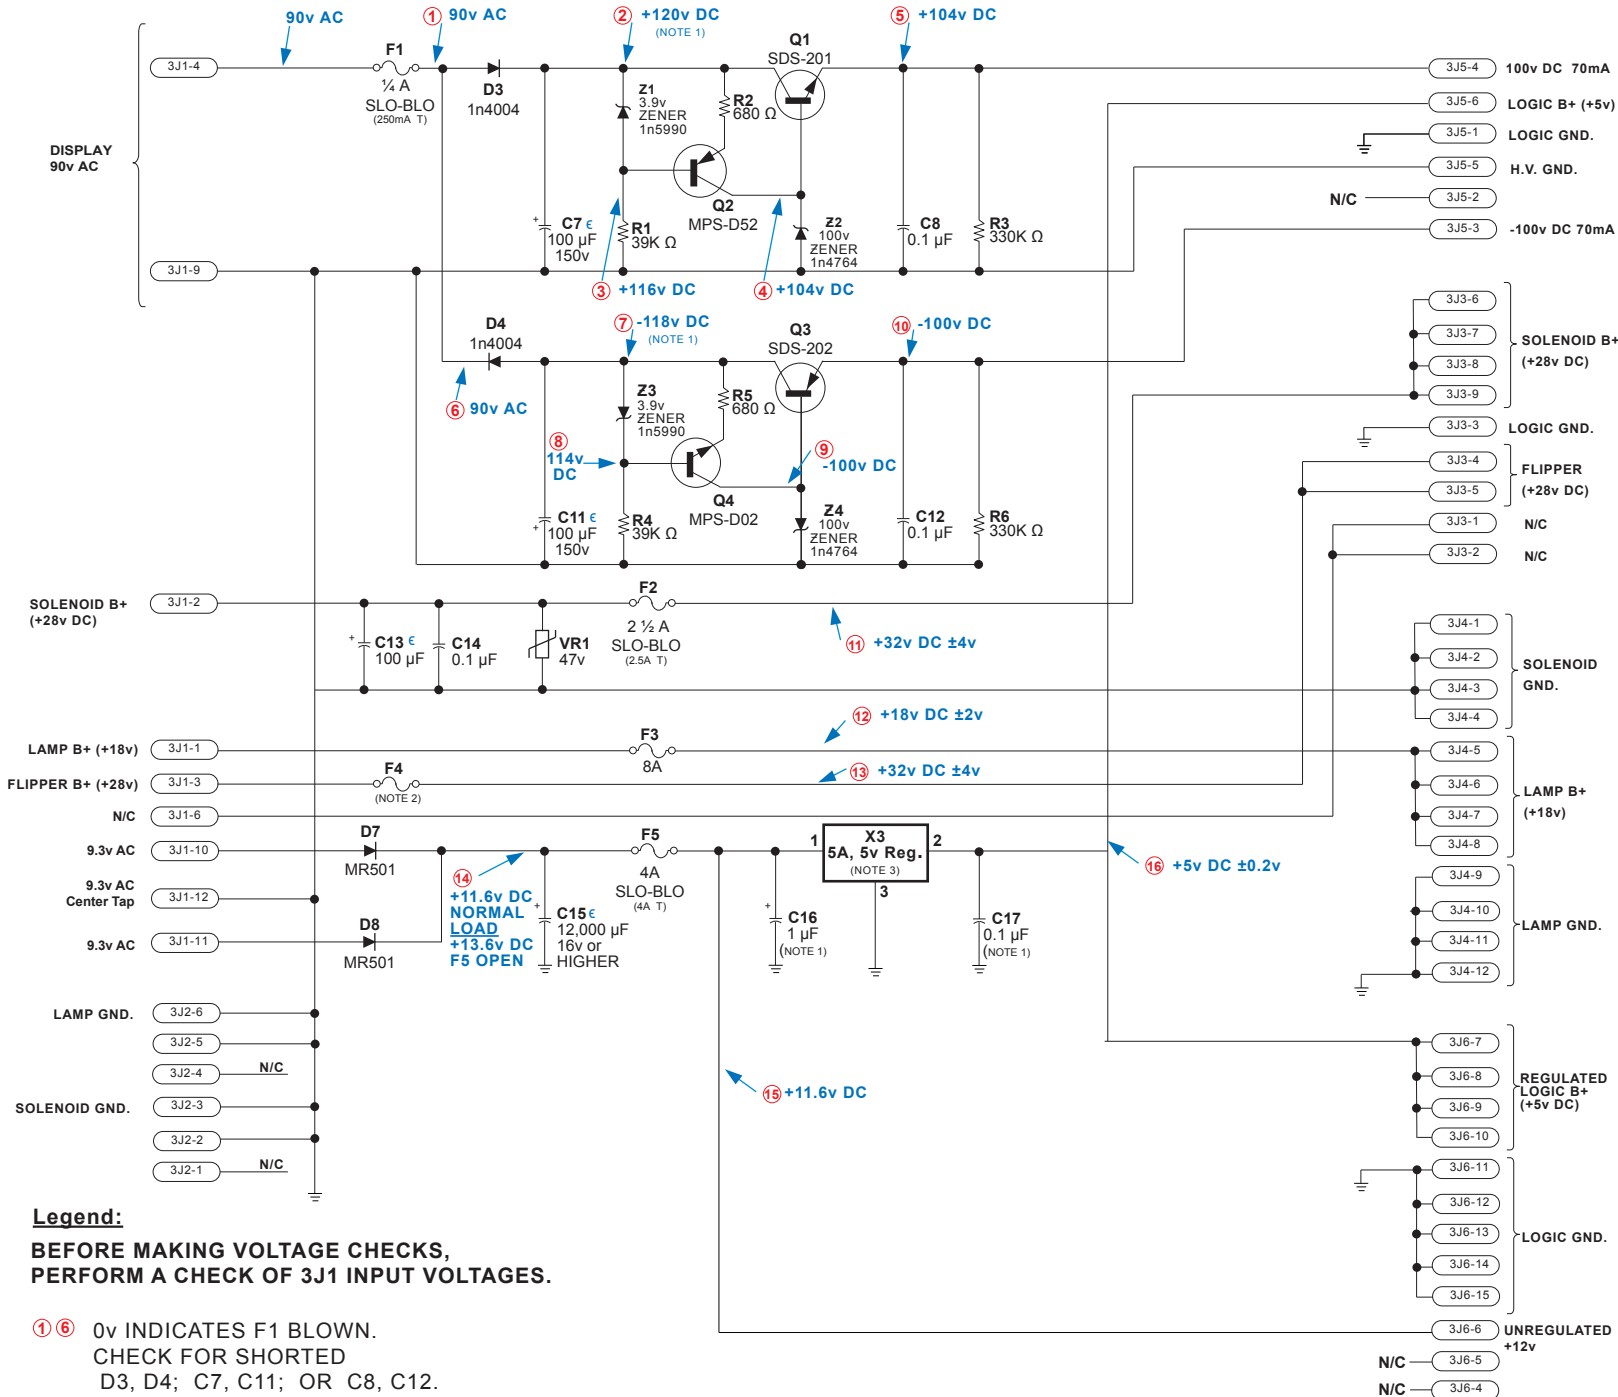 90v AC
① 90v AC
② +120v DC
(NOTE 1)
⑤ +104v DC
Q1
SDS-201
3J1-4
F1
¼ A
SLO-BLO
(250mA T)
D3
1n4004
Z1
3.9v
ZENER
1n5990
R2
680 Ω
3J5-4 100v DC 70mA
3J5-6 LOGIC B+ (+5v)
3J5-1 LOGIC GND.
3J5-5 H.V. GND.
N/C 3J5-2
3J5-3 -100v DC 70mA
DISPLAY
90v AC
Q2
MPS-D52
C7 ϵ
100 µF
150v
+
R1
39K Ω
Z2
100v
ZENER
1n4764
C8
0.1 µF
R3
330K Ω
3J1-9
③ +116v DC
④ +104v DC
D4
1n4004
⑦ -118v DC
(NOTE 1)
Q3
SDS-202
⑩ -100v DC
3J3-6
3J3-7
3J3-8
3J3-9
SOLENOID B+
(+28v DC)
⑥ 90v AC
Z3
3.9v
ZENER
1n5990
R5
680 Ω
3J3-3 LOGIC GND.
⑧
114v
DC
⑨
-100v DC
3J3-4
3J3-5
FLIPPER
(+28v DC)
Q4
MPS-D02
C11 ϵ
100 µF
150v
+
R4
39K Ω
Z4
100v
ZENER
1n4764
C12
0.1 µF
R6
330K Ω
3J3-1 N/C
3J3-2 N/C
SOLENOID B+
(+28v DC)
3J1-2
F2
2 ½ A
SLO-BLO
(2.5A T)
+
C13 ϵ
100 µF
C14
0.1 µF
VR1
47v
⑪ +32v DC ±4v
3J4-1
3J4-2
3J4-3
3J4-4
SOLENOID
GND.
⑫ +18v DC ±2v
LAMP B+ (+18v) 3J1-1
F3
8A
FLIPPER B+ (+28v) 3J1-3
F4
(NOTE 2)
⑬ +32v DC ±4v
3J4-5
3J4-6
3J4-7
3J4-8
LAMP B+
(+18v)
N/C 3J1-6
9.3v AC 3J1-10
D7
MR501
F5
4A
SLO-BLO
(4A T)
1
X3
5A, 5v Reg.
(NOTE 3)
2
3
⑯ +5v DC ±0.2v
9.3v AC
Center Tap
3J1-12
9.3v AC 3J1-11
D8
MR501
⑭
+11.6v DC
NORMAL
LOAD
+13.6v DC
F5 OPEN
+
C15 ϵ
12,000 µF
16v or
HIGHER
+
C16
1 µF
(NOTE 1)
C17
0.1 µF
(NOTE 1)
3J4-9
3J4-10
3J4-11
3J4-12
LAMP GND.
LAMP GND. 3J2-6
3J2-5
3J2-4 N/C
SOLENOID GND. 3J2-3
3J2-2
3J2-1 N/C
⑮ +11.6v DC
3J6-7
3J6-8
3J6-9
3J6-10
REGULATED
LOGIC B+
(+5v DC)
3J6-11
3J6-12
3J6-13
3J6-14
3J6-15
LOGIC GND.
3J6-6 UNREGULATED
+12v
N/C 3J6-5
N/C 3J6-4
Legend:
BEFORE MAKING VOLTAGE CHECKS,
PERFORM A CHECK OF 3J1 INPUT VOLTAGES.
① ⑥ 0v INDICATES F1 BLOWN.
CHECK FOR SHORTED
D3, D4; C7, C11; OR C8, C12.